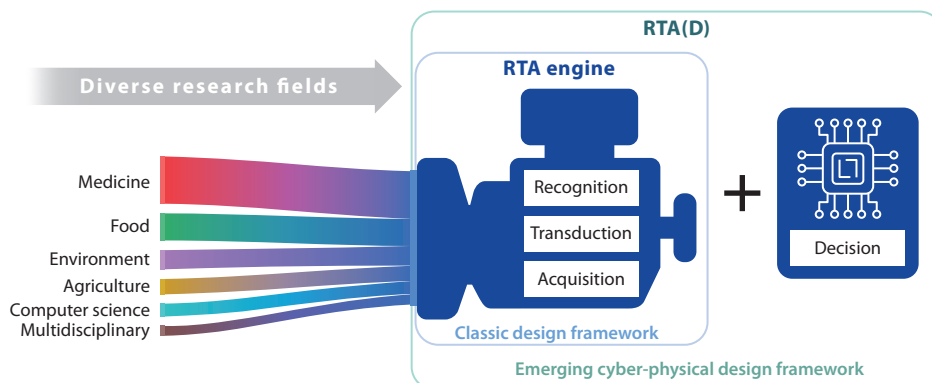 RTA(D)
RTA engine
Diverse research fields
Medicine
Food
Environment
Agriculture
Computer science
Multidisciplinary
Recognition
Transduction
Acquisition
+
Decision
Classic design framework
Emerging cyber-physical design framework